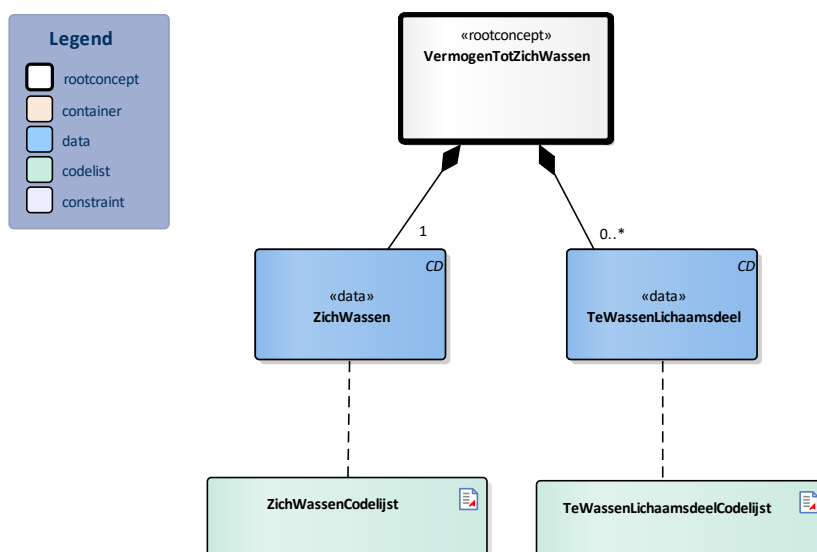 Legend
rootconcept
container
data
codelist
constraint
«rootconcept»
VermogenTotZichWassen
1
0..*
CD
«data»
ZichWassen
CD
«data»
TeWassenLichaamsdeel
ZichWassenCodelijst
TeWassenLichaamsdeelCodelijst